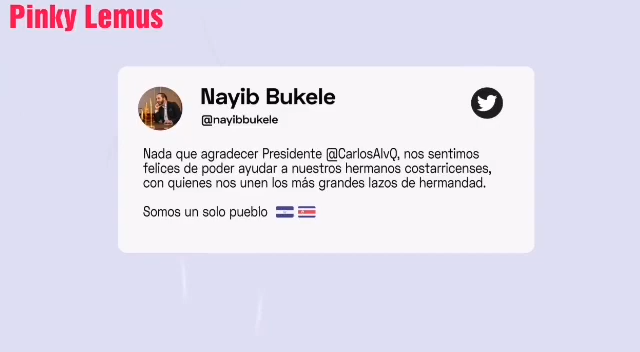 Pinky Lemus
Nayib Bukele
@nayibbukele
Nada que agradecer Presidente @CarlosAlvQ, nos sentimos
felices de poder ayudar a nuestros hermanos costarricenses,
con quienes nos unen los más grandes lazos de hermandad.
Somos un solo pueblo